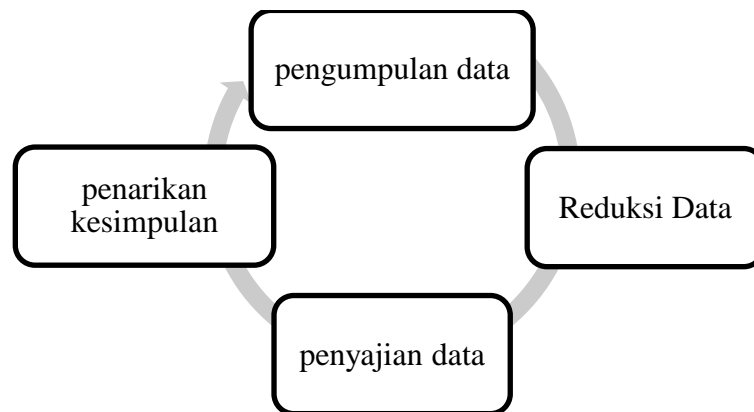 pengumpulan data
Reduksi Data
penyajian data
penarikan
kesimpulan